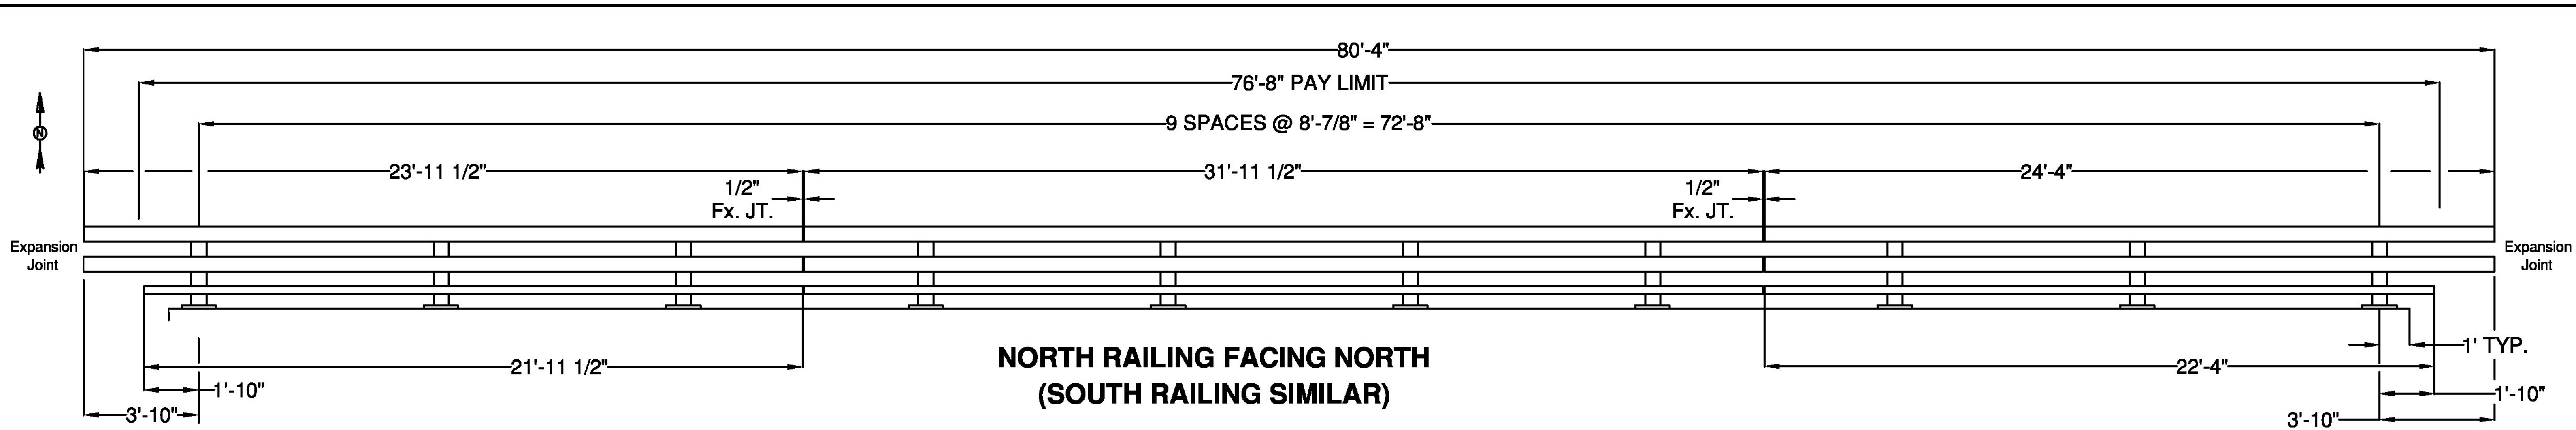 80'-4"
76'-8" PAY LIMIT
9 SPACES @ 8'-7/8" = 72'-8"
N
23'-11 1/2"
31'-11 1/2"
24'-4"
1/2"
Fx. JT.
1/2"
Fx. JT.
Expansion
Joint
Expansion
Joint
NORTH RAILING FACING NORTH
(SOUTH RAILING SIMILAR)
1' TYP.
21'-11 1/2"
22'-4"
1'-10"
1'-10"
3'-10"
3'-10"